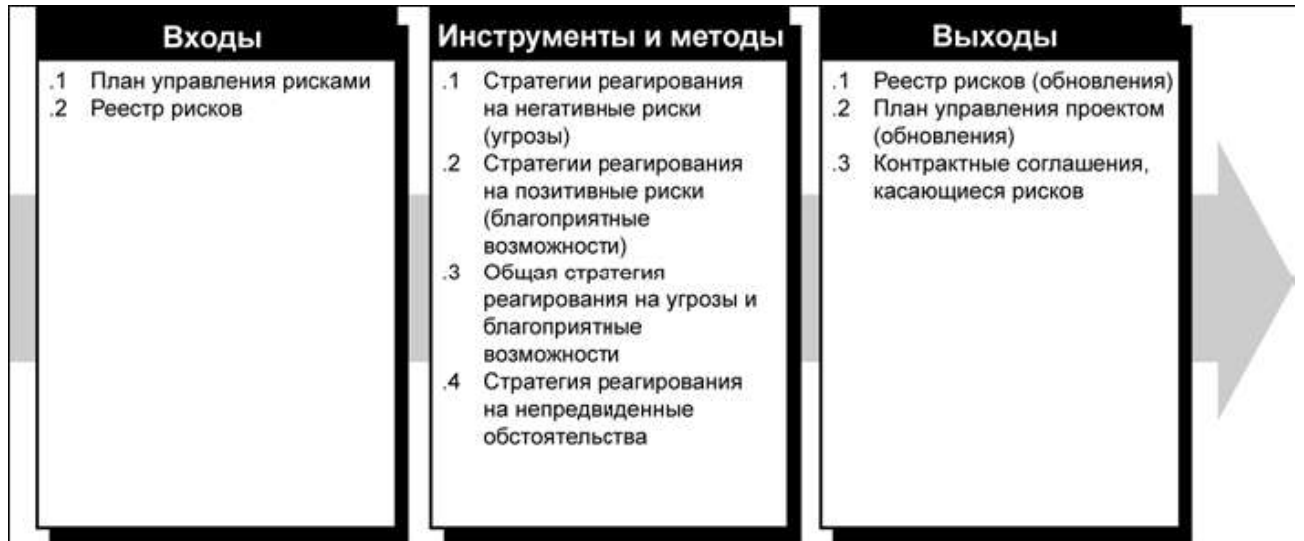 Входы
.1 План управления рисками
.2 Реестр рисков
Инструменты и методы
.1 Стратегии реагирования
на негативные риски
(угрозы)
.2 Стратегии реагирования
на позитивные риски
(благоприятные
возможности)
.3 Общая стратегия
реагирования на угрозы и
благоприятные
возможности
.4 Стратегия реагирования
на непредвиденные
обстоятельства
Выходы
.1 Реестр рисков (обновления)
.2 План управления проектом
(обновления)
.3 Контрактные соглашения,
касающиеся рисков